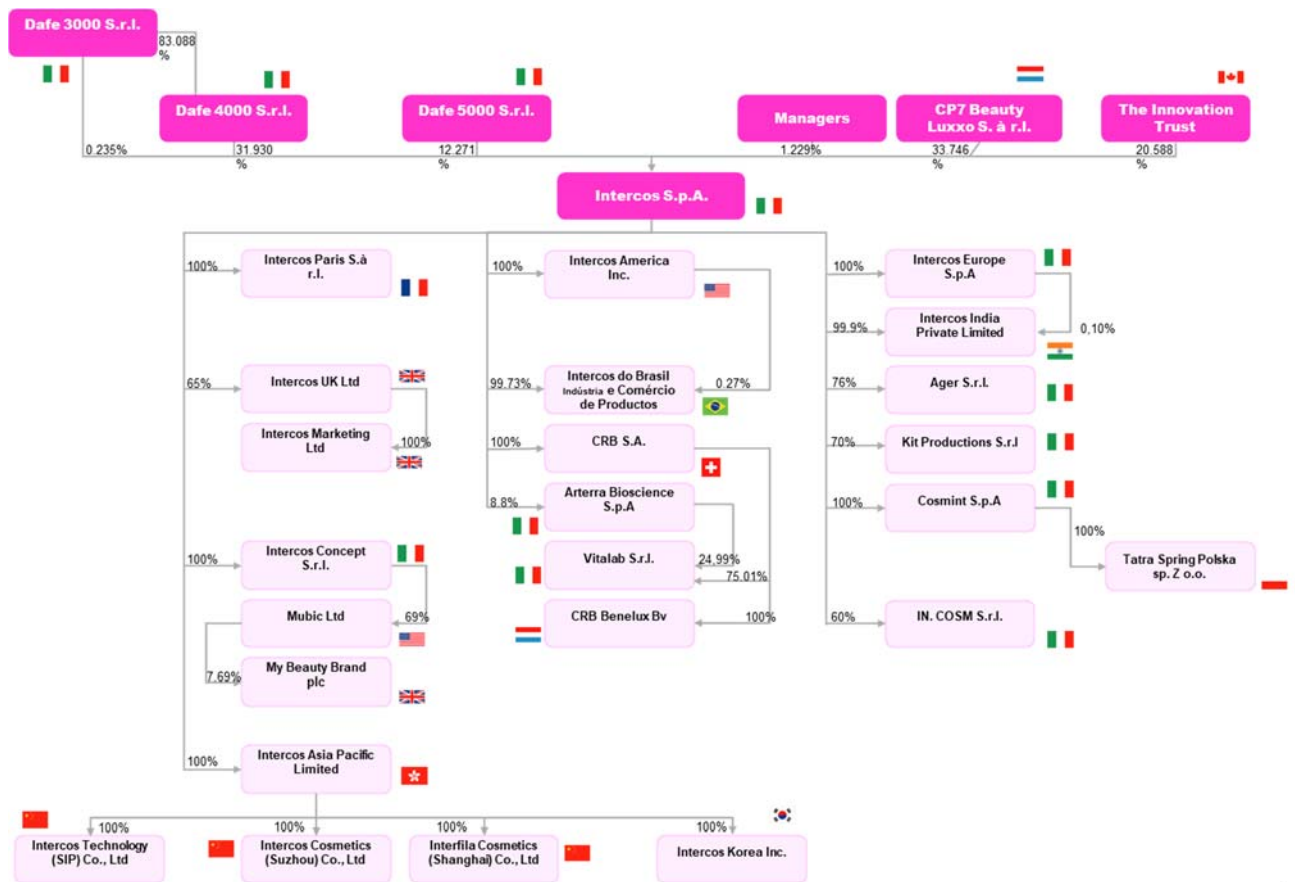 Dafe 3000 S.r.l.
83.088
%
Dafe 4000 S.r.l.
Dafe 5000 S.r.l.
Managers
CP7 Beauty
Luxxo S. à r.l.
The Innovation
Trust
0.235%
31.930
%
12.271
%
1.229%
33.746
%
20.588
%
Intercos S.p.A.
100%
Intercos Paris S.à
r.l.
100%
Intercos America
Inc.
100%
Intercos Europe
S.p.A
99.9%
Intercos India
Private Limited
0,10%
65%
Intercos UK Ltd
99.73%
Intercos do Brasil
Indústria e Comércio
de Productos
0.27%
76%
Ager S.r.l.
Intercos Marketing
Ltd
100%
100%
CRB S.A.
70%
Kit Productions S.r.l
8.8%
Arterra Bioscience
S.p.A
100%
Cosmint S.p.A
100%
Tatra Spring Polska
sp. Z o.o.
100%
Intercos Concept
S.r.l.
Vitalab S.r.l.
24,99%
75.01%
Mubic Ltd
69%
CRB Benelux Bv
100%
60%
IN. COSM S.r.l.
7.69%
My Beauty Brand
plc
100%
Intercos Asia Pacific
Limited
100%
100%
100%
100%
Intercos Technology
(SIP) Co., Ltd
Intercos Cosmetics
(Suzhou) Co., Ltd
Interfila Cosmetics
(Shanghai) Co., Ltd
Intercos Korea Inc.